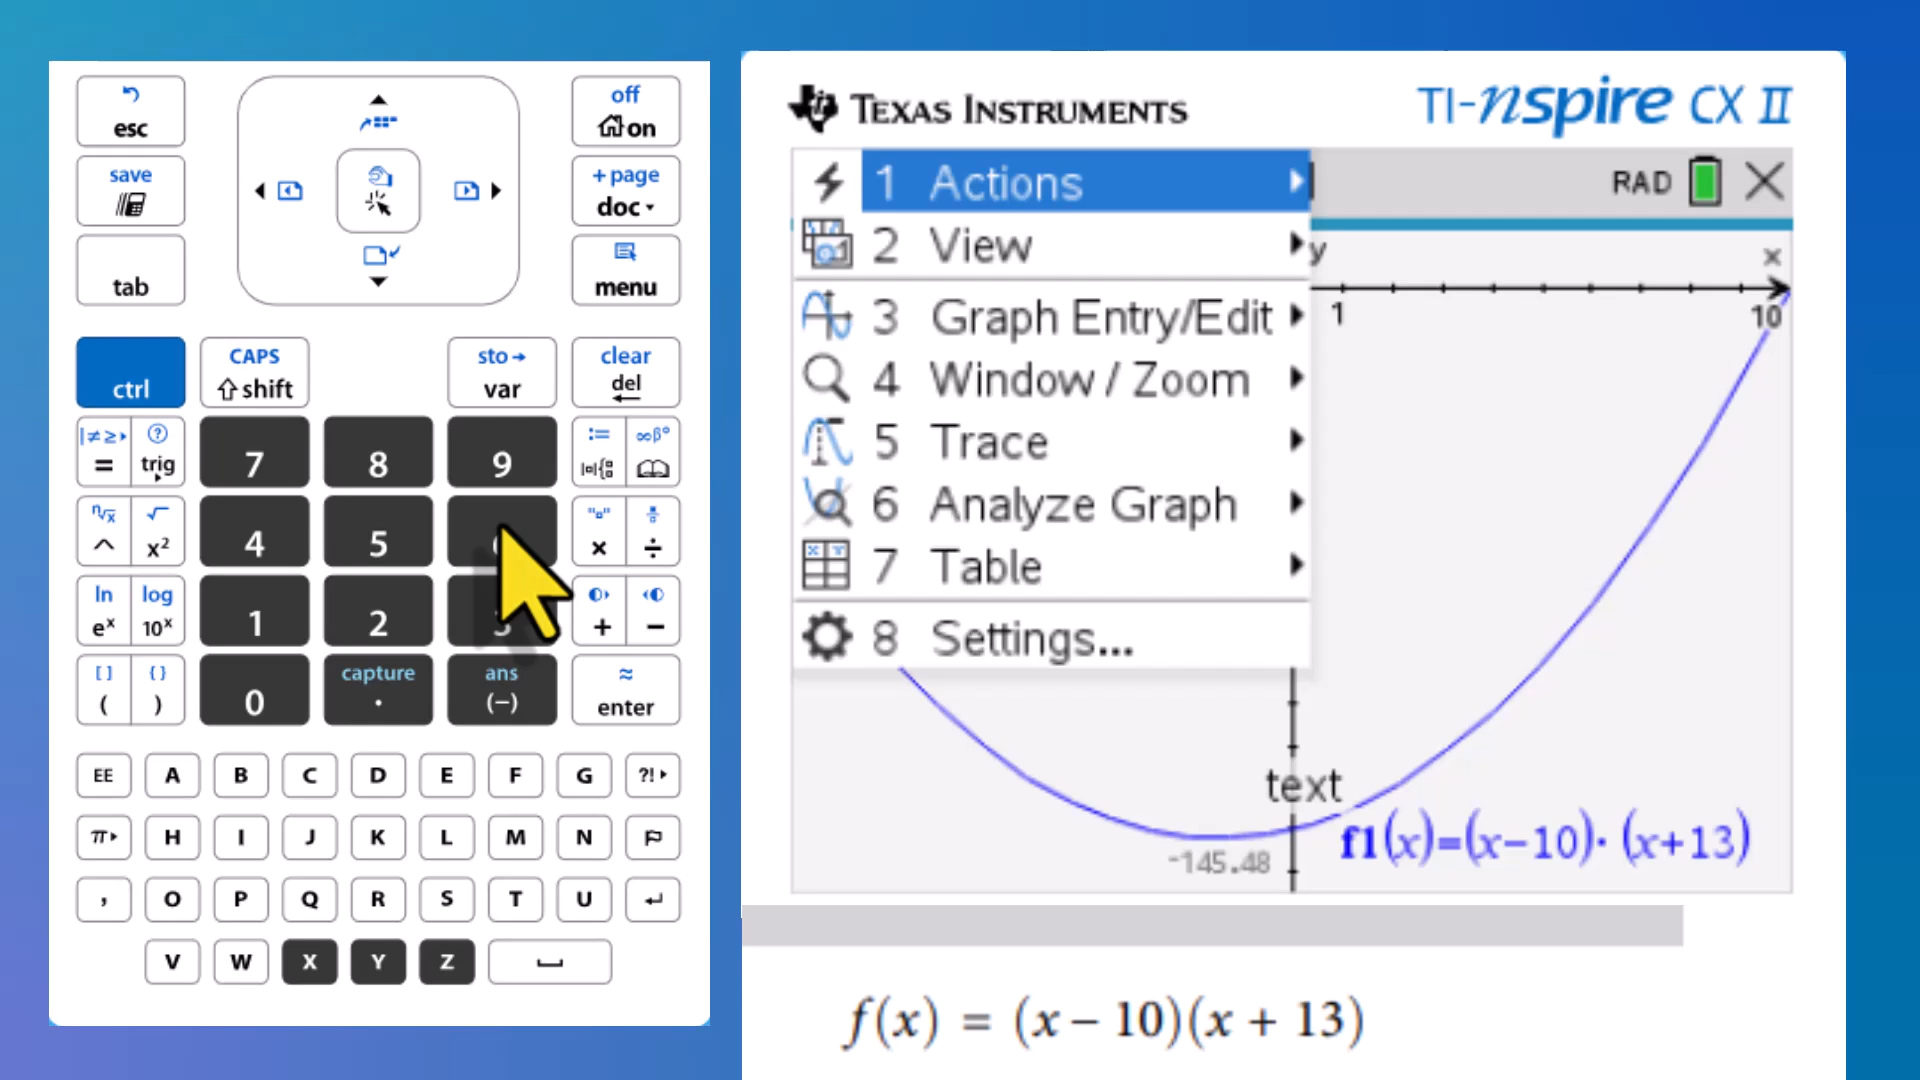 esc
off
on
save
+ page
doc
tab
menu
ctrl
CAPS
shift
sto
var
clear
del
|≠≥
=
?
trig
7
8
9
:=
|□|{
∞β°
n√x
^
√
x²
4
5
"□"
×
÷
ln
eˣ
log
10ˣ
1
2
+
−
[ ]
(
{ }
)
0
capture
.
ans
(−)
≈
enter
EE A B C D E F G ?!
π H I J K L M N
, O P Q R S T U
V W X Y Z
TEXAS INSTRUMENTS
TI-nspire CX II
RAD
1 Actions
2 View
3 Graph Entry/Edit
4 Window / Zoom
5 Trace
6 Analyze Graph
7 Table
8 Settings...
y
x
1
10
text
-145.48
f1(x)=(x−10)·(x+13)
f(x) = (x − 10)(x + 13)